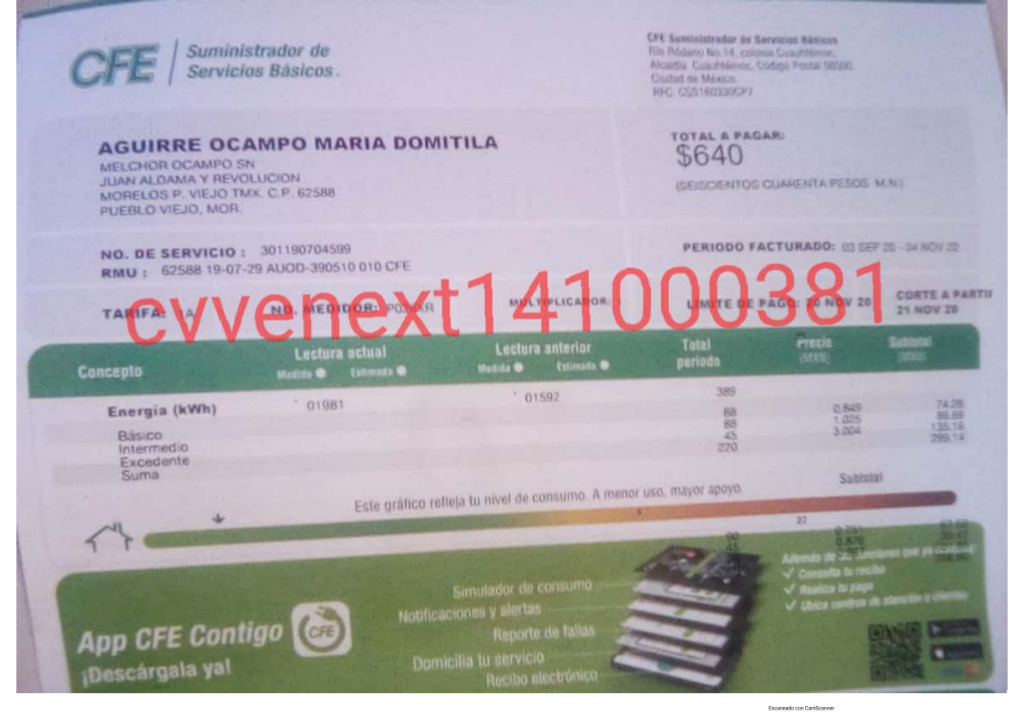 CFE
Suministrador de
Servicios Básicos.
CFE Suministrador de Servicios Básicos
Río Ródano No.14, colonia Cuauhtémoc,
Alcaldía Cuauhtémoc, Código Postal
Ciudad de México.
RFC
AGUIRRE OCAMPO MARIA DOMITILA
MELCHOR OCAMPO SN
JUAN ALDAMA Y REVOLUCION
MORELOS P. VIEJO TMX. C.P. 62588
PUEBLO VIEJO, MOR.
TOTAL A PAGAR:
$640
(SEISCIENTOS CUARENTA PESOS M.N.)
NO. DE SERVICIO : 301190704599
RMU : 62588 19-07-29 AUOD-390510 010 CFE
PERIODO FACTURADO: 03 SEP 20 - 04 NOV 20
cvvenext141000381
TARIFA: 1A NO. MEDIDOR: MULTIPLICADOR: 1 LIMITE DE PAGO: 20 NOV 20
CORTE A PARTIR
21 NOV 20
Concepto
Lectura actual
Medida Estimada
Lectura anterior
Medida Estimada
Total
periodo
Precio
(MXN)
Subtotal
(MXN)
Energía (kWh) 01981 01592 389
Básico 88 0.849 74.26
Intermedio 88 1.025
Excedente 45 3.004 135.18
Suma 220 299.14
Subtotal
Este gráfico refleja tu nivel de consumo. A menor uso, mayor apoyo.
27
App CFE Contigo
¡Descárgala ya!
CFE
Simulador de consumo
Notificaciones y alertas
Reporte de fallas
Domicilia tu servicio
Recibo electrónico
Además de funciones que ya
Consulta tu recibo
Realiza tu pago
Ubica centros de atención a clientes
Escaneado con CamScanner